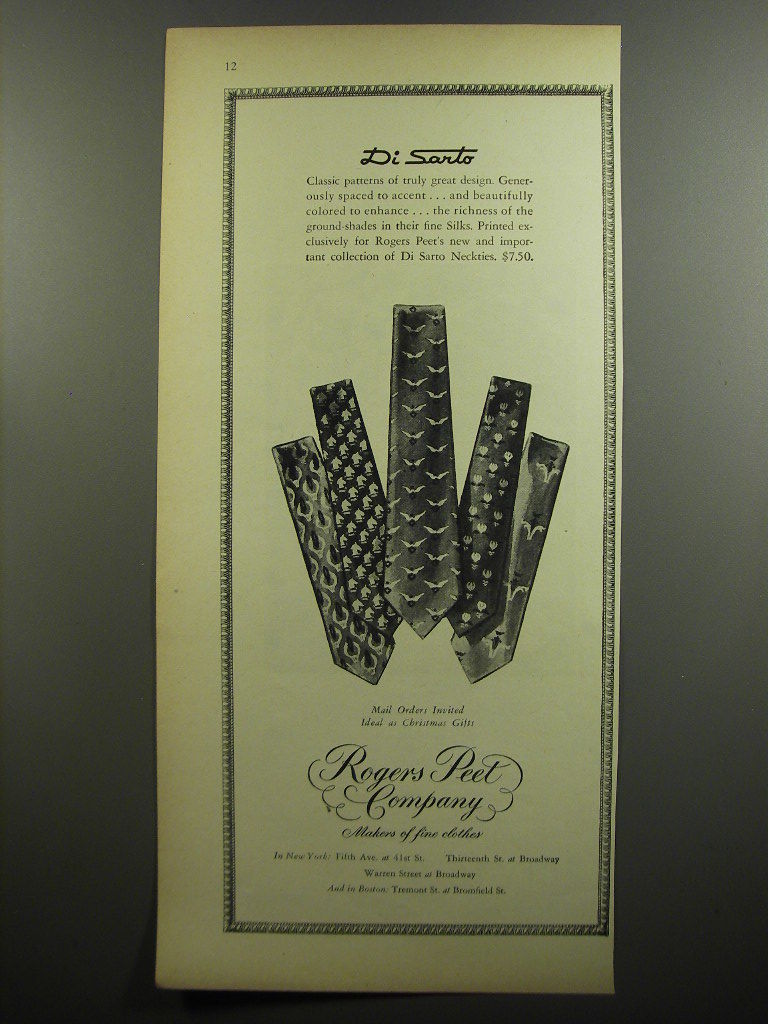 12
Di Sarto
Classic patterns of truly great design. Gener-
ously spaced to accent . . . and beautifully
colored to enhance . . . the richness of the
ground-shades in their fine Silks. Printed ex-
clusively for Rogers Peet's new and impor-
tant collection of Di Sarto Neckties. $7.50.
Mail Orders Invited
Ideal as Christmas Gifts
Rogers Peet
Company
Makers of fine clothes
In New York: Fifth Ave. at 41st St. Thirteenth St. at Broadway
Warren Street at Broadway
And in Boston: Tremont St. at Bromfield St.